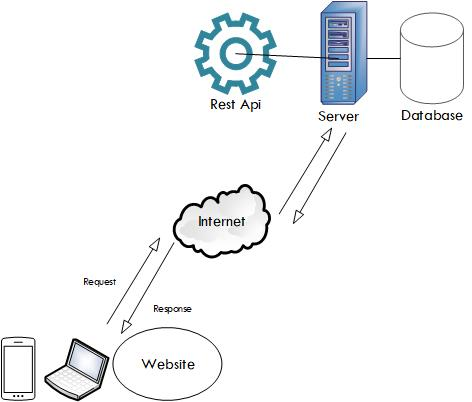 Rest Api
Server
Database
Internet
Request
Response
Website